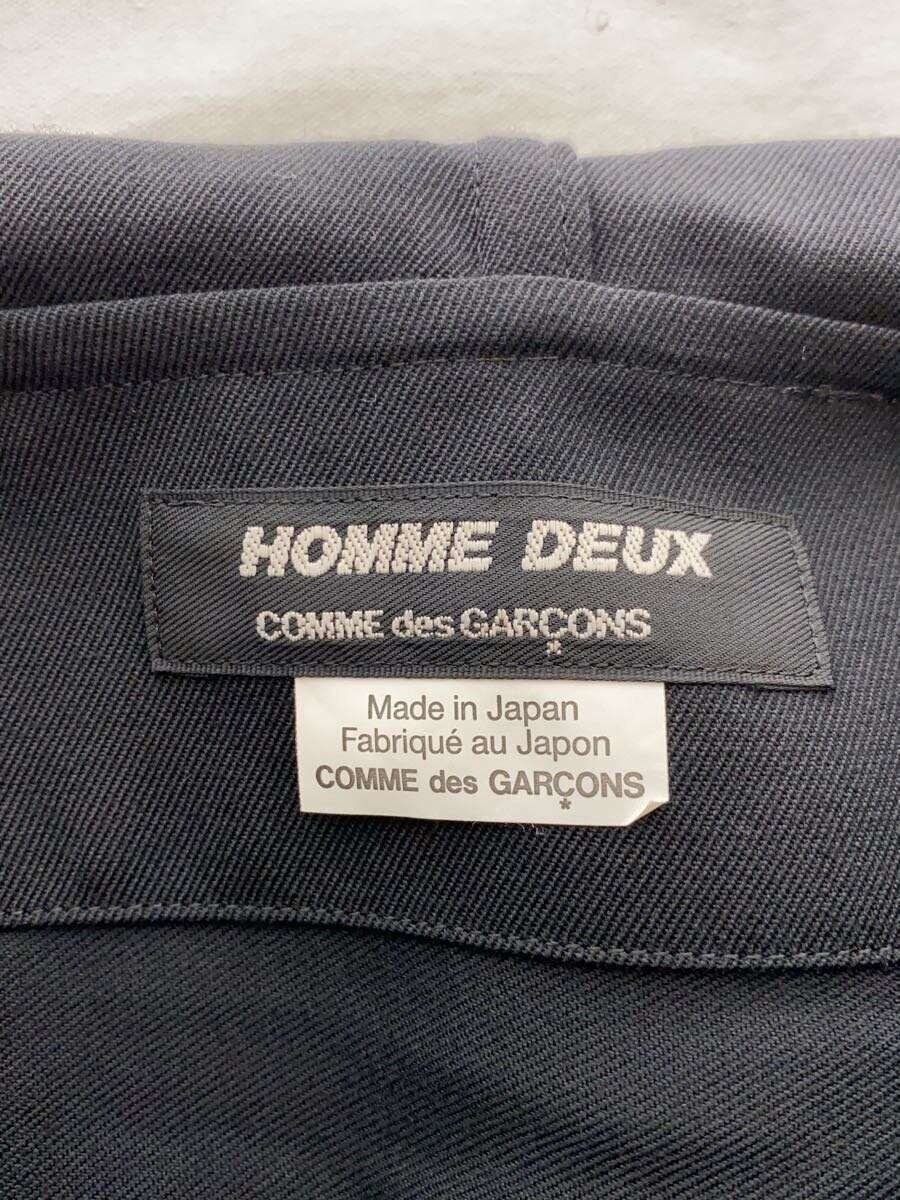 HOMME DEUX
COMME des GARÇONS
*
Made in Japan
Fabriqué au Japon
COMME des GARÇONS
*